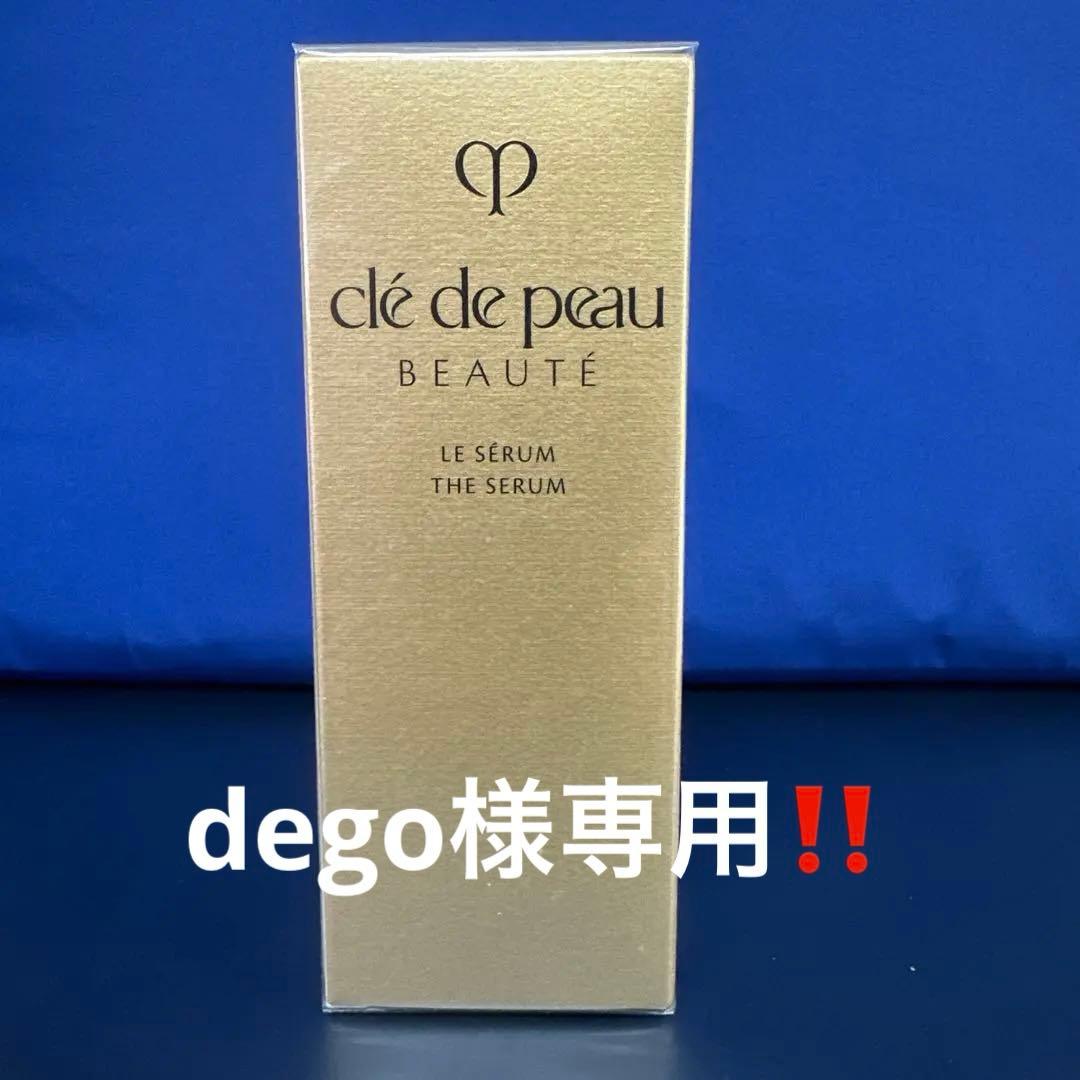 clé de peau
BEAUTÉ
LE SÉRUM
THE SERUM
dego様専用‼️